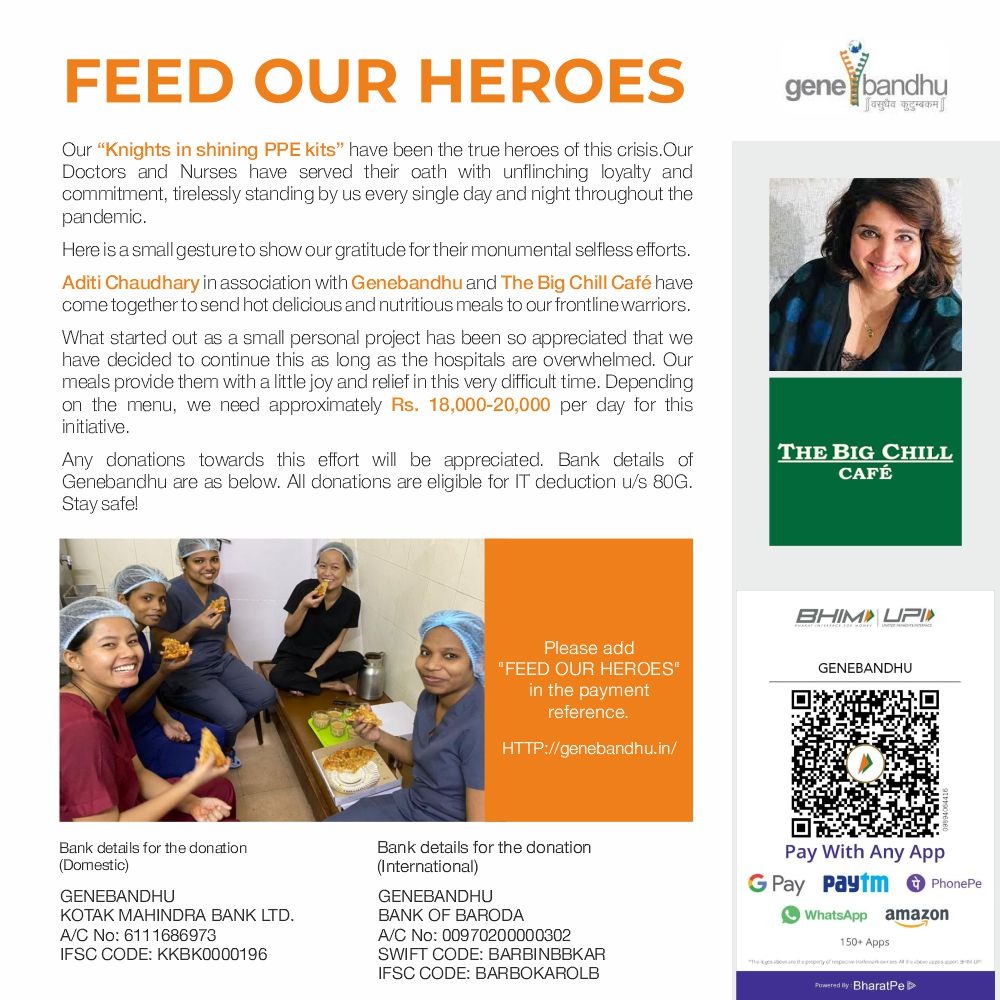 FEED OUR HEROES
gene bandhu
वसुधैव कुटुम्बकम
Our “Knights in shining PPE kits” have been the true heroes of this crisis.Our
Doctors and Nurses have served their oath with unflinching loyalty and
commitment, tirelessly standing by us every single day and night throughout the
pandemic.
Here is a small gesture to show our gratitude for their monumental selfless efforts.
Aditi Chaudhary in association with Genebandhu and The Big Chill Café have
come together to send hot delicious and nutritious meals to our frontline warriors.
What started out as a small personal project has been so appreciated that we
have decided to continue this as long as the hospitals are overwhelmed. Our
meals provide them with a little joy and relief in this very difficult time. Depending
on the menu, we need approximately Rs. 18,000-20,000 per day for this
initiative.
Any donations towards this effort will be appreciated. Bank details of
Genebandhu are as below. All donations are eligible for IT deduction u/s 80G.
Stay safe!
THE BIG CHILL
CAFÉ
Please add
"FEED OUR HEROES"
in the payment
reference.
HTTP://genebandhu.in/
Bank details for the donation
(Domestic)
GENEBANDHU
KOTAK MAHINDRA BANK LTD.
A/C No: 6111686973
IFSC CODE: KKBK0000196
Bank details for the donation
(International)
GENEBANDHU
BANK OF BARODA
A/C No: 00970200000302
SWIFT CODE: BARBINBBKAR
IFSC CODE: BARBOKAROLB
BHIM UPI
BHARAT INTERFACE FOR MONEY UNIFIED PAYMENTS INTERFACE
GENEBANDHU
09894064416
Pay With Any App
G Pay paytm PhonePe
WhatsApp amazon
150+ Apps
Powered By : BharatPe